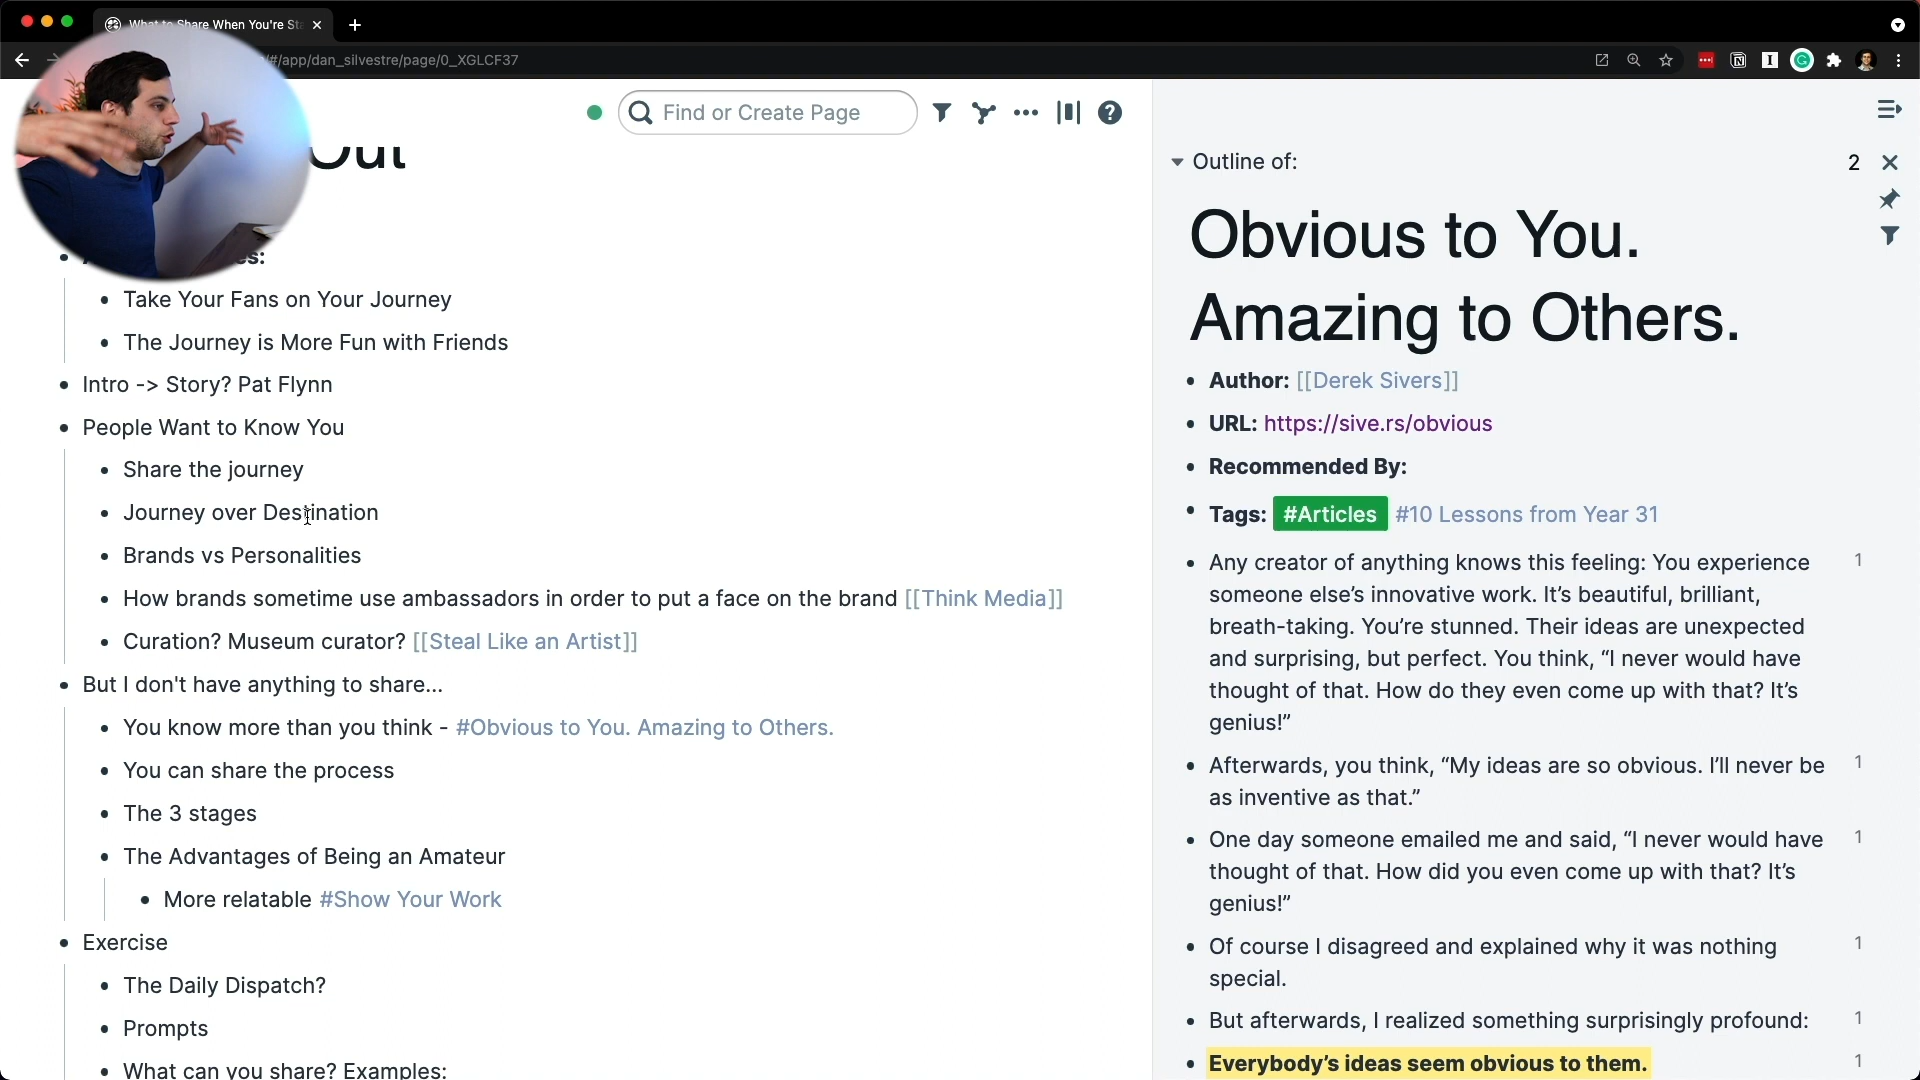 What to Share When You're Sta
#/app/dan_silvestre/page/0_XGLCF37
Find or Create Page
Out
Take Your Fans on Your Journey
The Journey is More Fun with Friends
Intro -> Story? Pat Flynn
People Want to Know You
Share the journey
Journey over Destination
Brands vs Personalities
How brands sometime use ambassadors in order to put a face on the brand [[Think Media]]
Curation? Museum curator? [[Steal Like an Artist]]
But I don't have anything to share...
You know more than you think - #Obvious to You. Amazing to Others.
You can share the process
The 3 stages
The Advantages of Being an Amateur
More relatable #Show Your Work
Exercise
The Daily Dispatch?
Prompts
What can you share? Examples:
Outline of:
2
Obvious to You.
Amazing to Others.
Author: [[Derek Sivers]]
URL: https://sive.rs/obvious
Recommended By:
Tags: #Articles #10 Lessons from Year 31
Any creator of anything knows this feeling: You experience 1
someone else’s innovative work. It’s beautiful, brilliant,
breath-taking. You’re stunned. Their ideas are unexpected
and surprising, but perfect. You think, “I never would have
thought of that. How do they even come up with that? It’s
genius!”
Afterwards, you think, “My ideas are so obvious. I’ll never be 1
as inventive as that.”
One day someone emailed me and said, “I never would have 1
thought of that. How did you even come up with that? It’s
genius!”
Of course I disagreed and explained why it was nothing 1
special.
But afterwards, I realized something surprisingly profound: 1
Everybody’s ideas seem obvious to them. 1